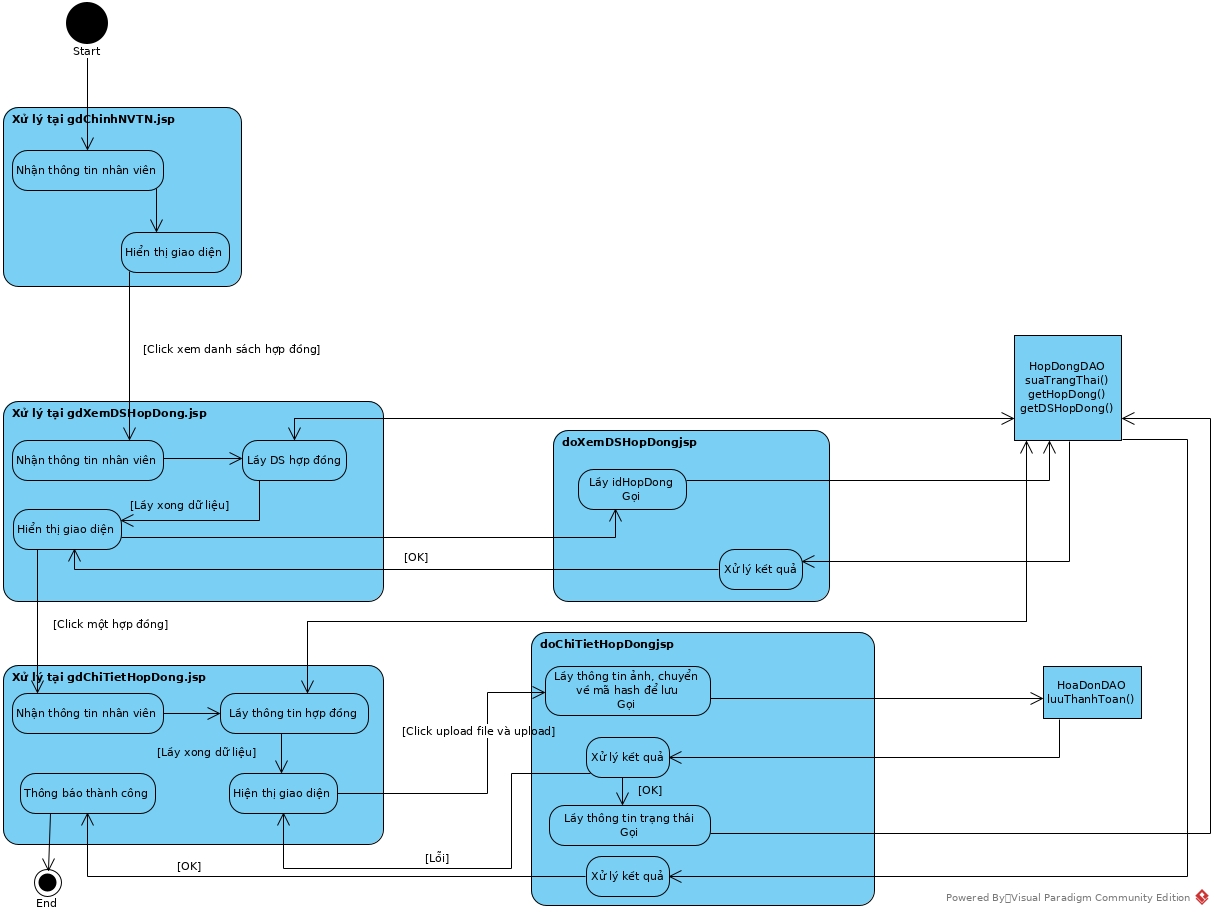 Start
Xử lý tại gdChinhNVTN.jsp
Nhận thông tin nhân viên
Hiển thị giao diện
[Click xem danh sách hợp đồng]
HopDongDAO
suaTrangThai()
getHopDong()
getDSHopDong()
Xử lý tại gdXemDSHopDong.jsp
Nhận thông tin nhân viên
Lấy DS hợp đồng
[Lấy xong dữ liệu]
Hiển thị giao diện
doXemDSHopDongjsp
Lấy idHopDong
Gọi
[OK]
Xử lý kết quả
[Click một hợp đồng]
Xử lý tại gdChiTietHopDong.jsp
Nhận thông tin nhân viên
Lấy thông tin hợp đồng
[Lấy xong dữ liệu]
Thông báo thành công
Hiện thị giao diện
[Click upload file và upload]
doChiTietHopDongjsp
Lấy thông tin ảnh, chuyển
về mã hash để lưu
Gọi
HoaDonDAO
luuThanhToan()
Xử lý kết quả
[OK]
Lấy thông tin trạng thái
Gọi
[Lỗi]
[OK]
Xử lý kết quả
End
Powered By Visual Paradigm Community Edition